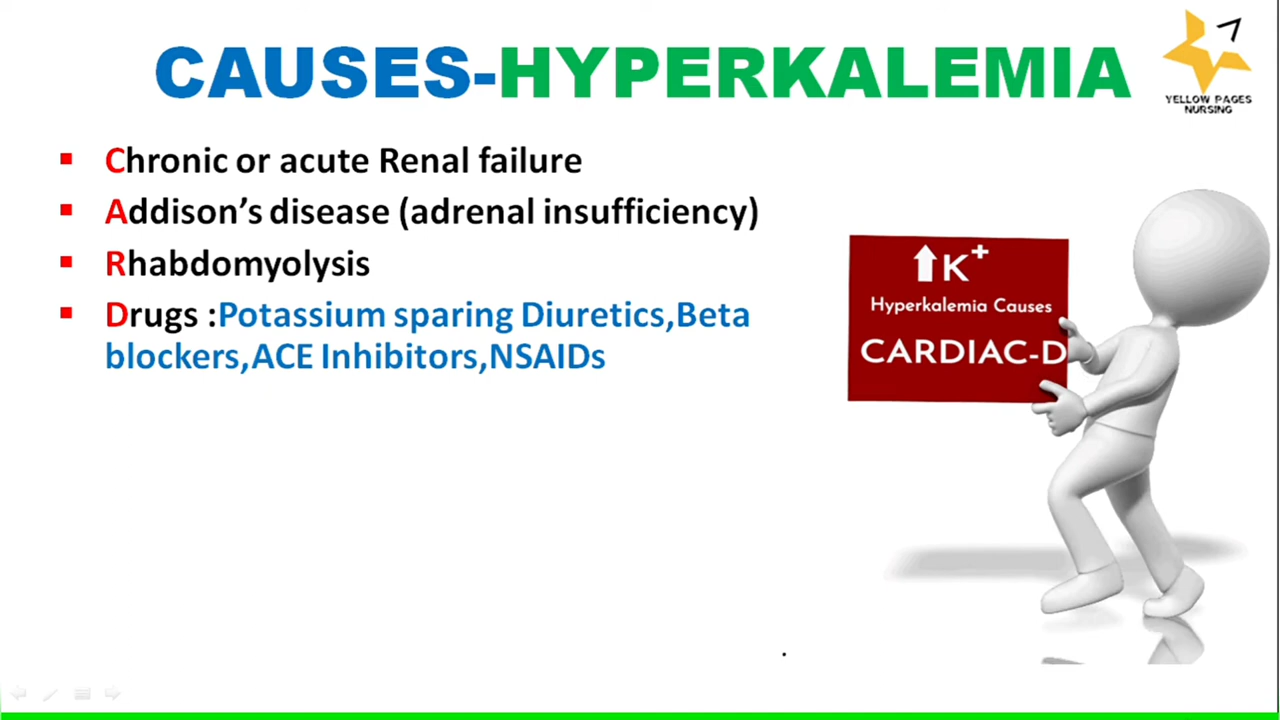 CAUSES-HYPERKALEMIA
YELLOW PAGES
NURSING
▪ Chronic or acute Renal failure
▪ Addison’s disease (adrenal insufficiency)
▪ Rhabdomyolysis
▪ Drugs :Potassium sparing Diuretics,Beta
blockers,ACE Inhibitors,NSAIDs
⬆K+
Hyperkalemia Causes
CARDIAC-D